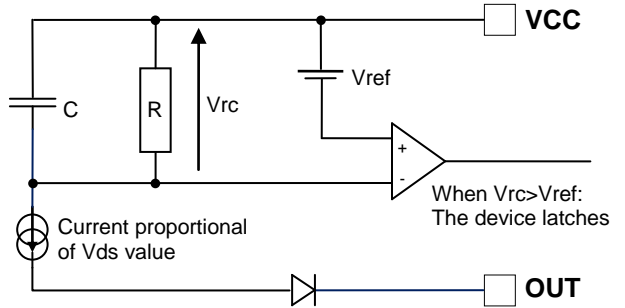 VCC
Vref
C
R
Vrc
+
-
When Vrc>Vref:
The device latches
Current proportional
of Vds value
OUT